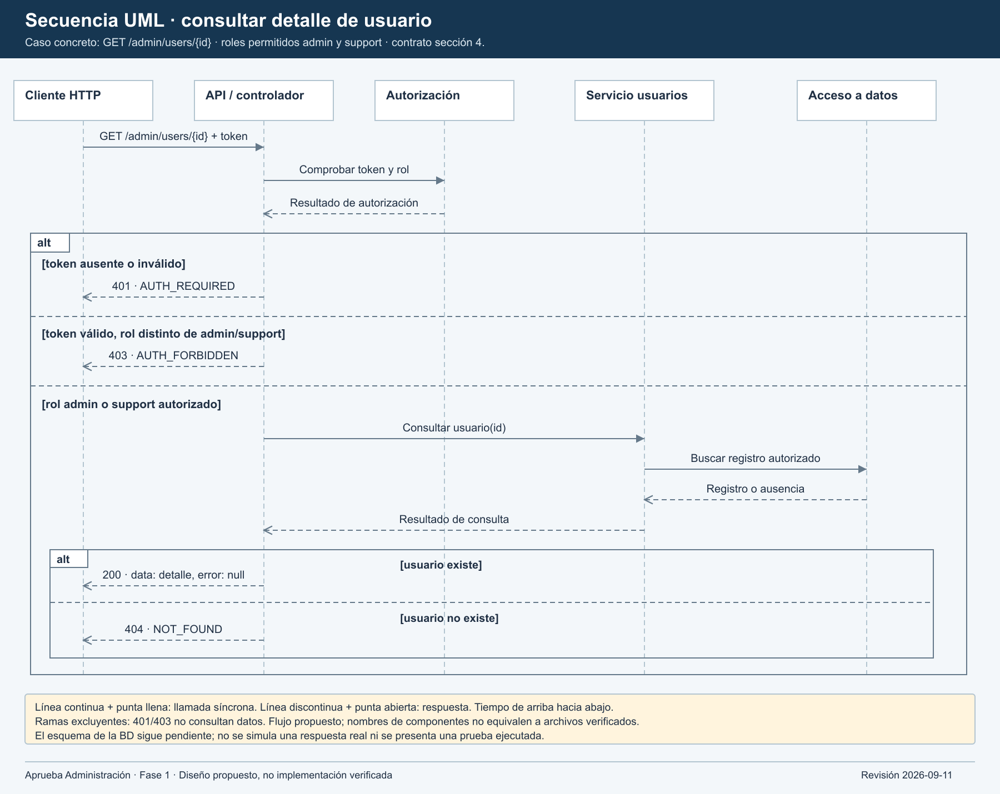 Secuencia UML · consultar detalle de usuario
Caso concreto: GET /admin/users/{id} · roles permitidos admin y support · contrato sección 4.
Cliente HTTP
API / controlador
Autorización
Servicio usuarios
Acceso a datos
GET /admin/users/{id} + token
Comprobar token y rol
Resultado de autorización
alt
[token ausente o inválido]
401 · AUTH_REQUIRED
[token válido, rol distinto de admin/support]
403 · AUTH_FORBIDDEN
[rol admin o support autorizado]
Consultar usuario(id)
Buscar registro autorizado
Registro o ausencia
Resultado de consulta
alt
[usuario existe]
200 · data: detalle, error: null
[usuario no existe]
404 · NOT_FOUND
Línea continua + punta llena: llamada síncrona. Línea discontinua + punta abierta: respuesta. Tiempo de arriba hacia abajo.
Ramas excluyentes: 401/403 no consultan datos. Flujo propuesto; nombres de componentes no equivalen a archivos verificados.
El esquema de la BD sigue pendiente; no se simula una respuesta real ni se presenta una prueba ejecutada.
Aprueba Administración · Fase 1 · Diseño propuesto, no implementación verificada
Revisión 2026-09-11